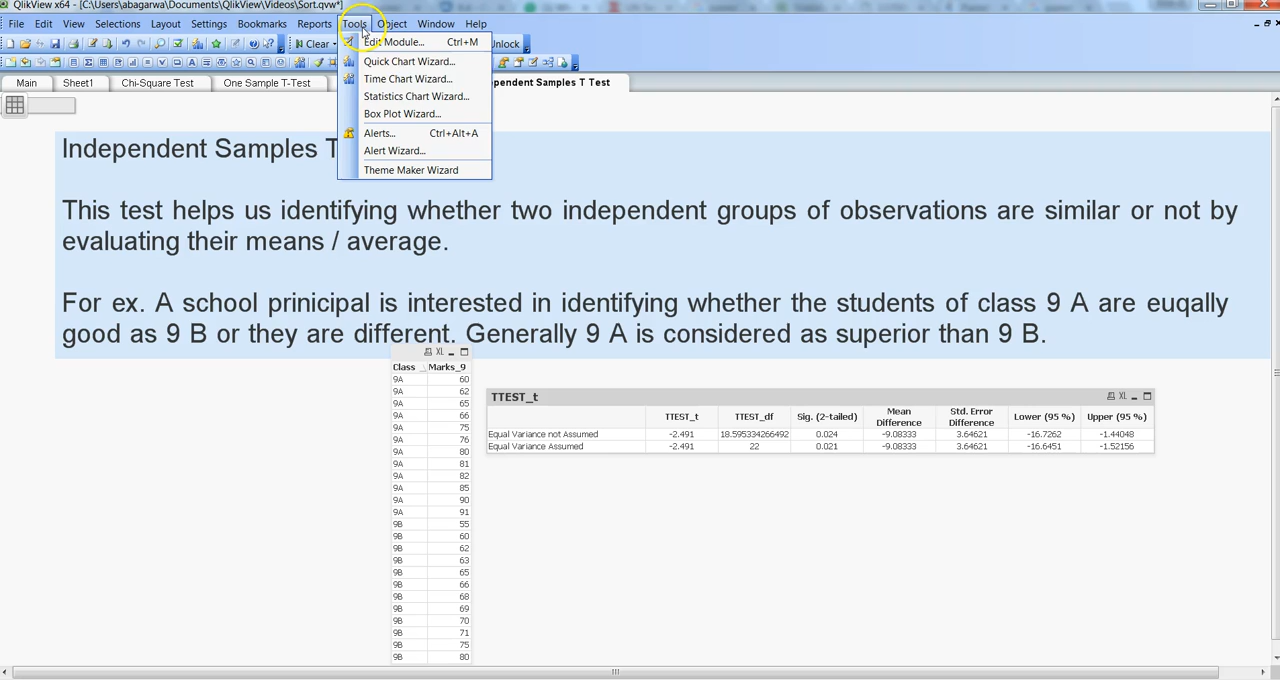 QlikView x64 - [C:\Users\abagarwa\Documents\QlikView\Videos\Sort.qvw*]
File Edit View Selections Layout Settings Bookmarks Reports Tools Object Window Help
Clear
Unlock
Edit Module... Ctrl+M
Quick Chart Wizard...
Time Chart Wizard...
Statistics Chart Wizard...
Box Plot Wizard...
Alerts... Ctrl+Alt+A
Alert Wizard...
Theme Maker Wizard
Main Sheet1 Chi-Square Test One Sample T-Test pendent Samples T Test
Independent Samples T
This test helps us identifying whether two independent groups of observations are similar or not by
evaluating their means / average.
For ex. A school prinicipal is interested in identifying whether the students of class 9 A are euqally
good as 9 B or they are different. Generally 9 A is considered as superior than 9 B.
XL
Class Marks_9
9A 60
9A 62
9A 65
9A 66
9A 75
9A 76
9A 80
9A 81
9A 82
9A 85
9A 90
9A 91
9B 55
9B 60
9B 62
9B 63
9B 65
9B 66
9B 68
9B 69
9B 70
9B 71
9B 75
9B 80
TTEST_t XL
TTEST_t TTEST_df Sig. (2-tailed) Mean Difference Std. Error Difference Lower (95 %) Upper (95 %)
Equal Variance not Assumed -2.491 18.595334266492 0.024 -9.08333 3.64621 -16.7262 -1.44048
Equal Variance Assumed -2.491 22 0.021 -9.08333 3.64621 -16.6451 -1.52156